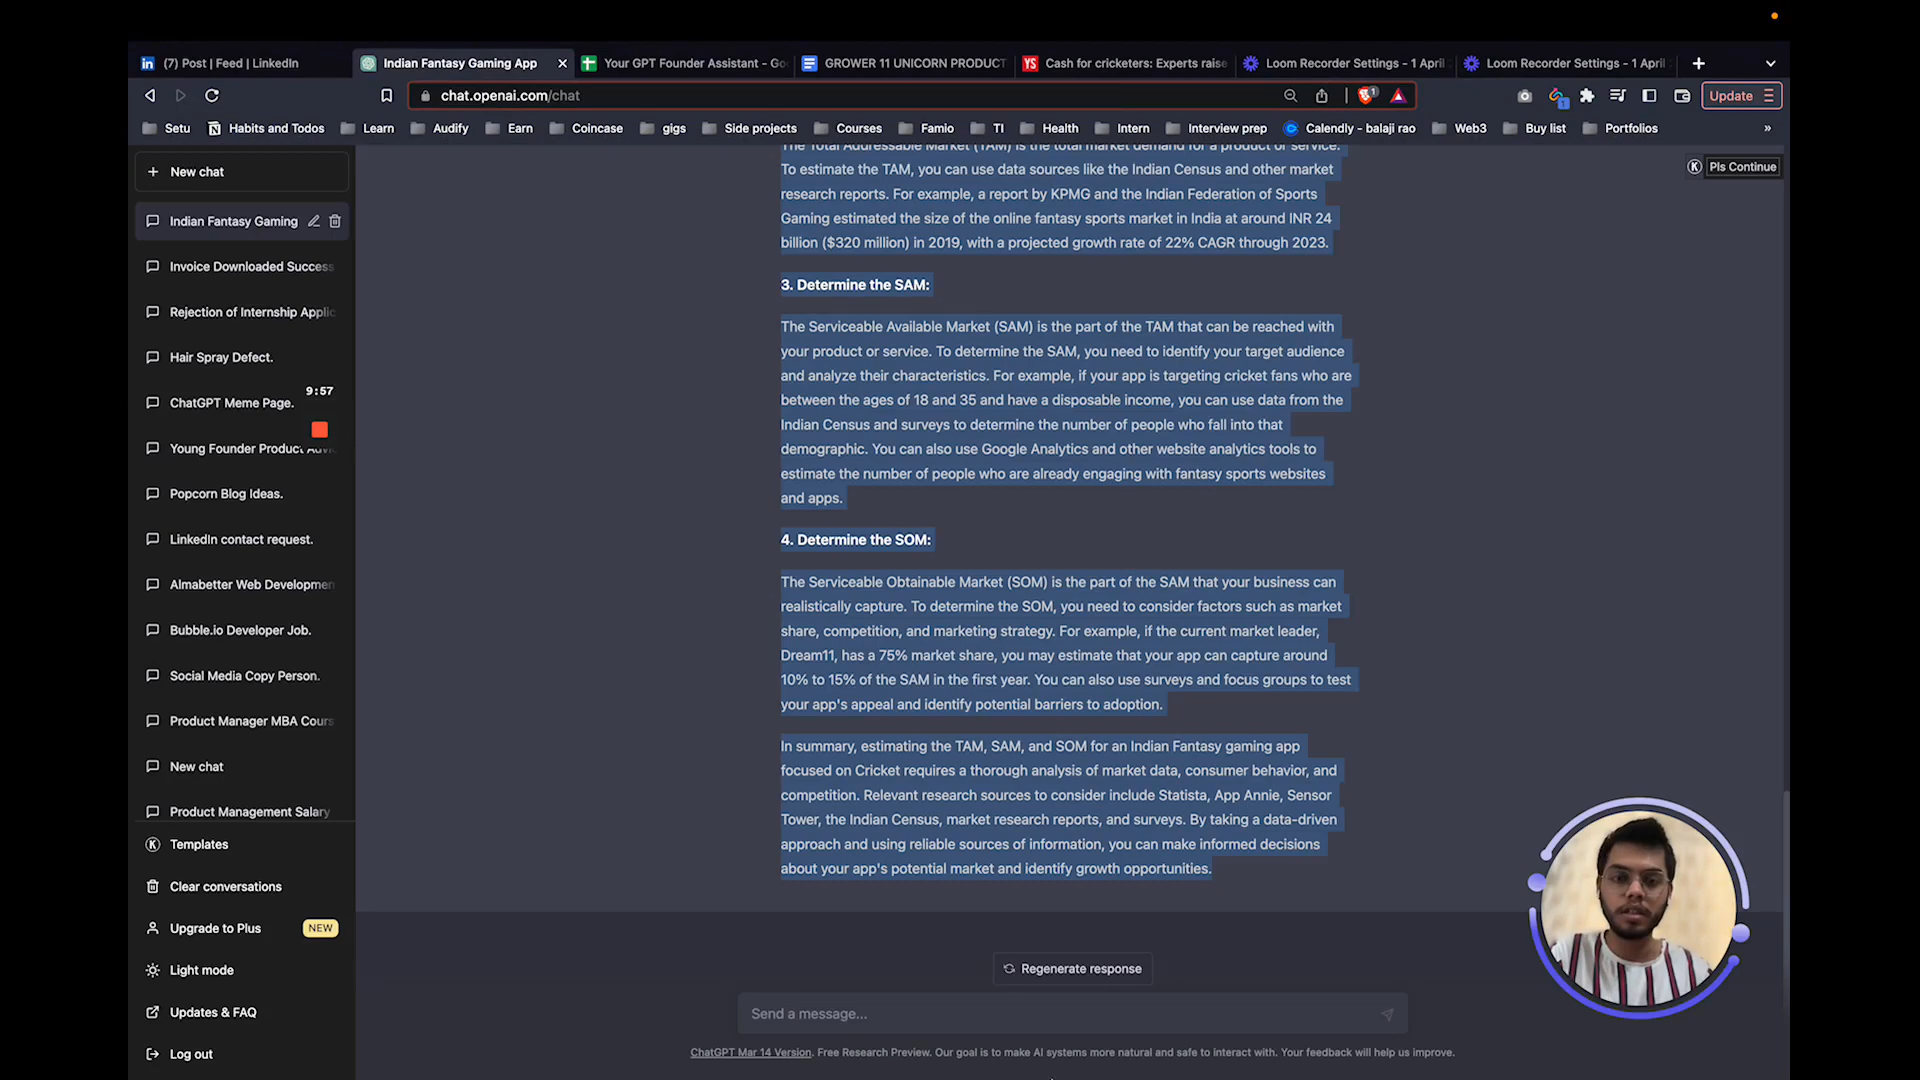 (7) Post | Feed | LinkedIn
Indian Fantasy Gaming App
Your GPT Founder Assistant - Go
GROWER 11 UNICORN PRODUCT
Cash for cricketers: Experts raise
Loom Recorder Settings - 1 April
Loom Recorder Settings - 1 April
chat.openai.com/chat
1
1
Update
Setu
Habits and Todos
Learn
Audify
Earn
Coincase
gigs
Side projects
Courses
Famio
TI
Health
Intern
Interview prep
Calendly - balaji rao
Web3
Buy list
Portfolios
»
+ New chat
Indian Fantasy Gaming
Invoice Downloaded Success
Rejection of Internship Applic
Hair Spray Defect.
9:57
ChatGPT Meme Page.
Young Founder Product Advi
Popcorn Blog Ideas.
LinkedIn contact request.
Almabetter Web Developmen
Bubble.io Developer Job.
Social Media Copy Person.
Product Manager MBA Cours
New chat
Product Management Salary
Templates
Clear conversations
Upgrade to Plus
NEW
Light mode
Updates & FAQ
Log out
K Pls Continue
The Total Addressable Market (TAM) is the total market demand for a product or service.
To estimate the TAM, you can use data sources like the Indian Census and other market
research reports. For example, a report by KPMG and the Indian Federation of Sports
Gaming estimated the size of the online fantasy sports market in India at around INR 24
billion ($320 million) in 2019, with a projected growth rate of 22% CAGR through 2023.
3. Determine the SAM:
The Serviceable Available Market (SAM) is the part of the TAM that can be reached with
your product or service. To determine the SAM, you need to identify your target audience
and analyze their characteristics. For example, if your app is targeting cricket fans who are
between the ages of 18 and 35 and have a disposable income, you can use data from the
Indian Census and surveys to determine the number of people who fall into that
demographic. You can also use Google Analytics and other website analytics tools to
estimate the number of people who are already engaging with fantasy sports websites
and apps.
4. Determine the SOM:
The Serviceable Obtainable Market (SOM) is the part of the SAM that your business can
realistically capture. To determine the SOM, you need to consider factors such as market
share, competition, and marketing strategy. For example, if the current market leader,
Dream11, has a 75% market share, you may estimate that your app can capture around
10% to 15% of the SAM in the first year. You can also use surveys and focus groups to test
your app's appeal and identify potential barriers to adoption.
In summary, estimating the TAM, SAM, and SOM for an Indian Fantasy gaming app
focused on Cricket requires a thorough analysis of market data, consumer behavior, and
competition. Relevant research sources to consider include Statista, App Annie, Sensor
Tower, the Indian Census, market research reports, and surveys. By taking a data-driven
approach and using reliable sources of information, you can make informed decisions
about your app's potential market and identify growth opportunities.
Regenerate response
Send a message...
ChatGPT Mar 14 Version. Free Research Preview. Our goal is to make AI systems more natural and safe to interact with. Your feedback will help us improve.